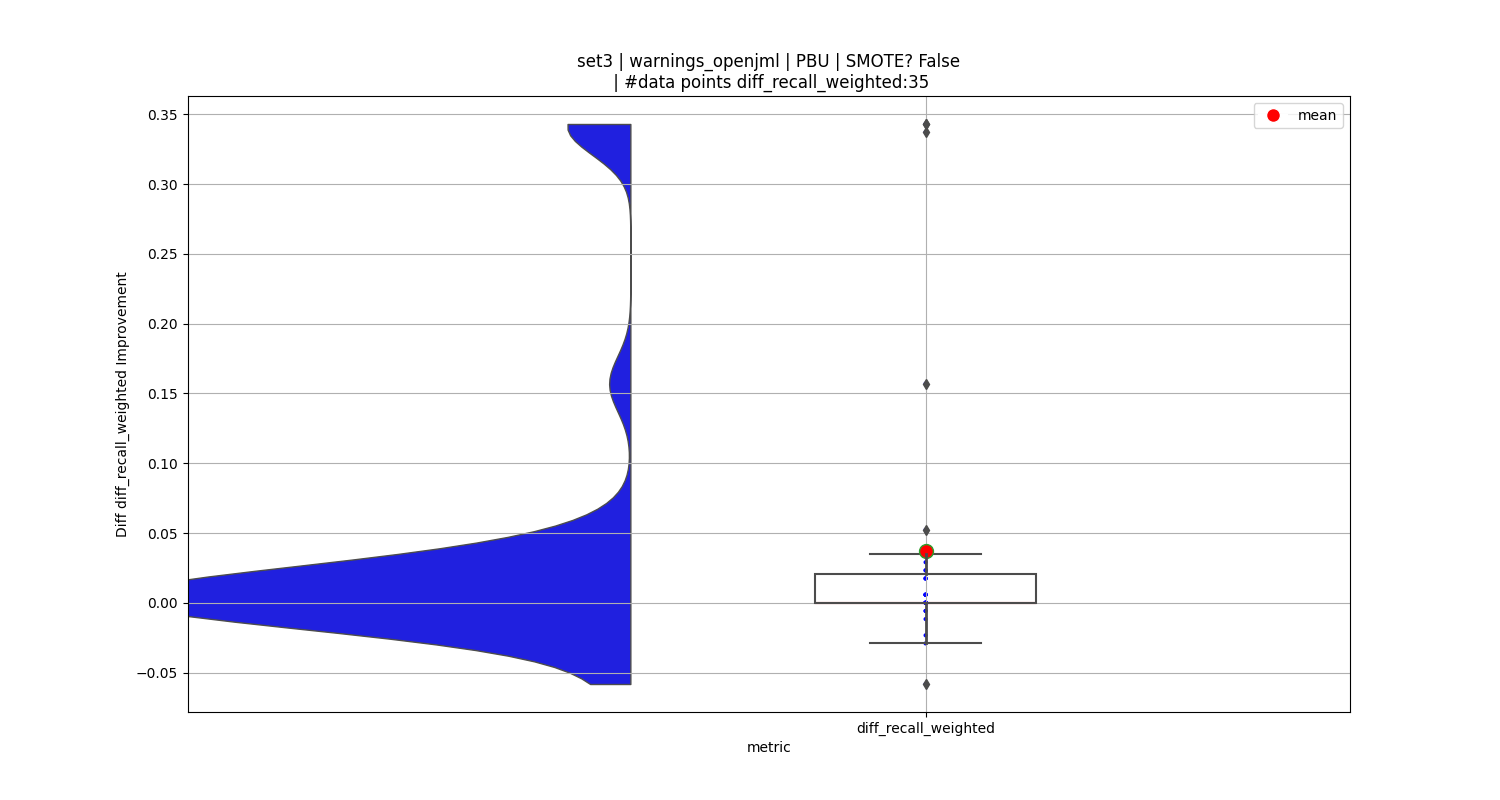 set3 | warnings_openjml | PBU | SMOTE? False
| #data points diff_recall_weighted:35
mean
0.35
0.30
0.25
0.20
0.15
0.10
0.05
0.00
−0.05
Diff diff_recall_weighted Improvement
diff_recall_weighted
metric